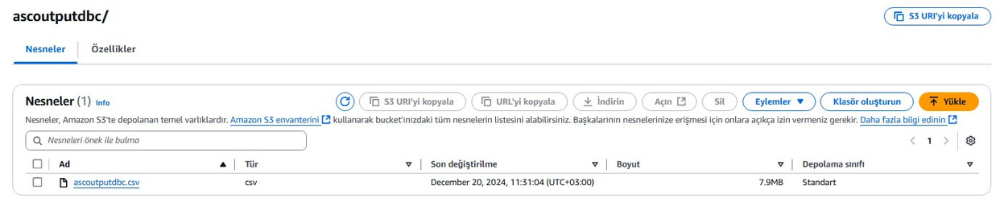 ascoutputdbc/
S3 URI'yi kopyala
Nesneler Özellikler
Nesneler (1) Info
S3 URI'yi kopyala URL'yi kopyala İndirin Açın Sil Eylemler Klasör oluşturun Yükle
Nesneler, Amazon S3'te depolanan temel varlıklardır. Amazon S3 envanterini kullanarak bucket'ınızdaki tüm nesnelerin listesini alabilirsiniz. Başkalarının nesnelerinize erişmesi için onlara açıkça izin vermeniz gerekir. Daha fazla bilgi edinin
Nesneleri önek ile bulma
1
Ad Tür Son değiştirilme Boyut Depolama sınıfı
ascoutputdbc.csv csv December 20, 2024, 11:31:04 (UTC+03:00) 7.9MB Standart